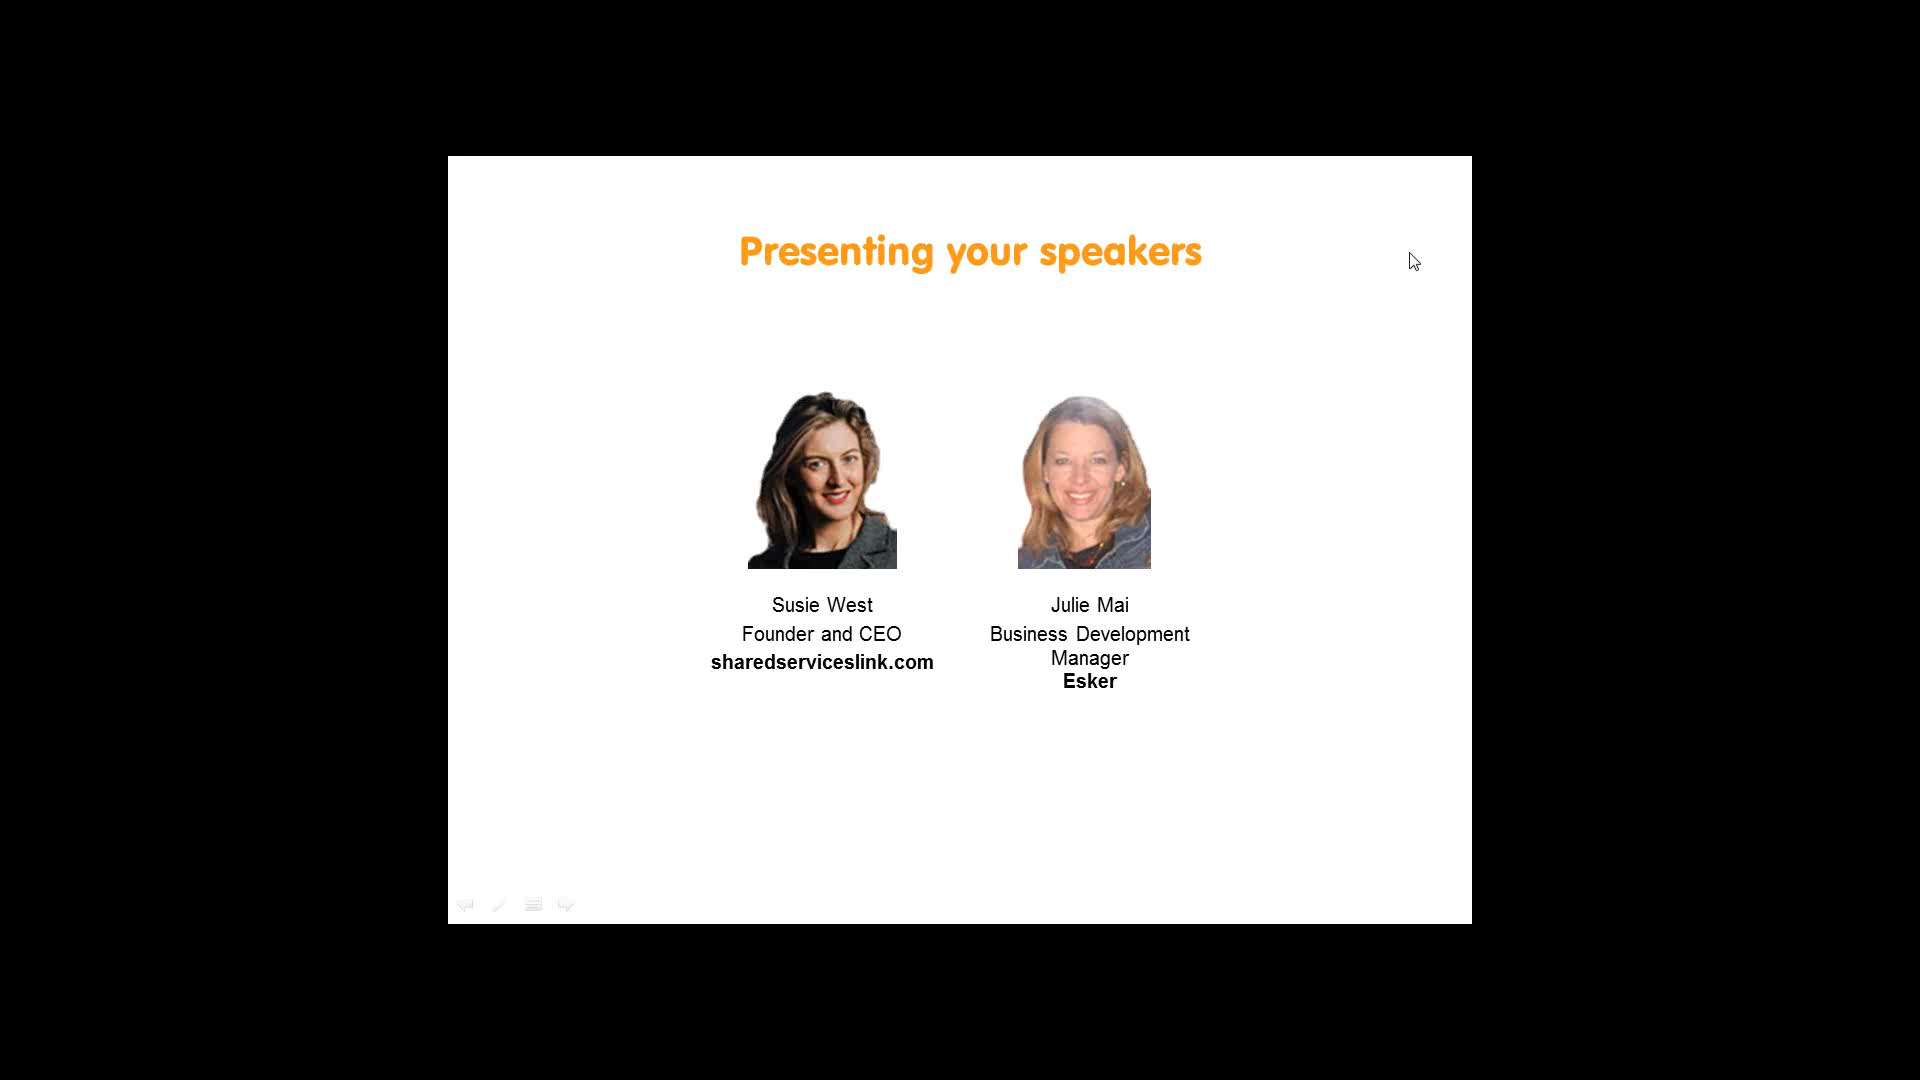 Presenting your speakers
Susie West
Founder and CEO
sharedserviceslink.com
Julie Mai
Business Development
Manager
Esker